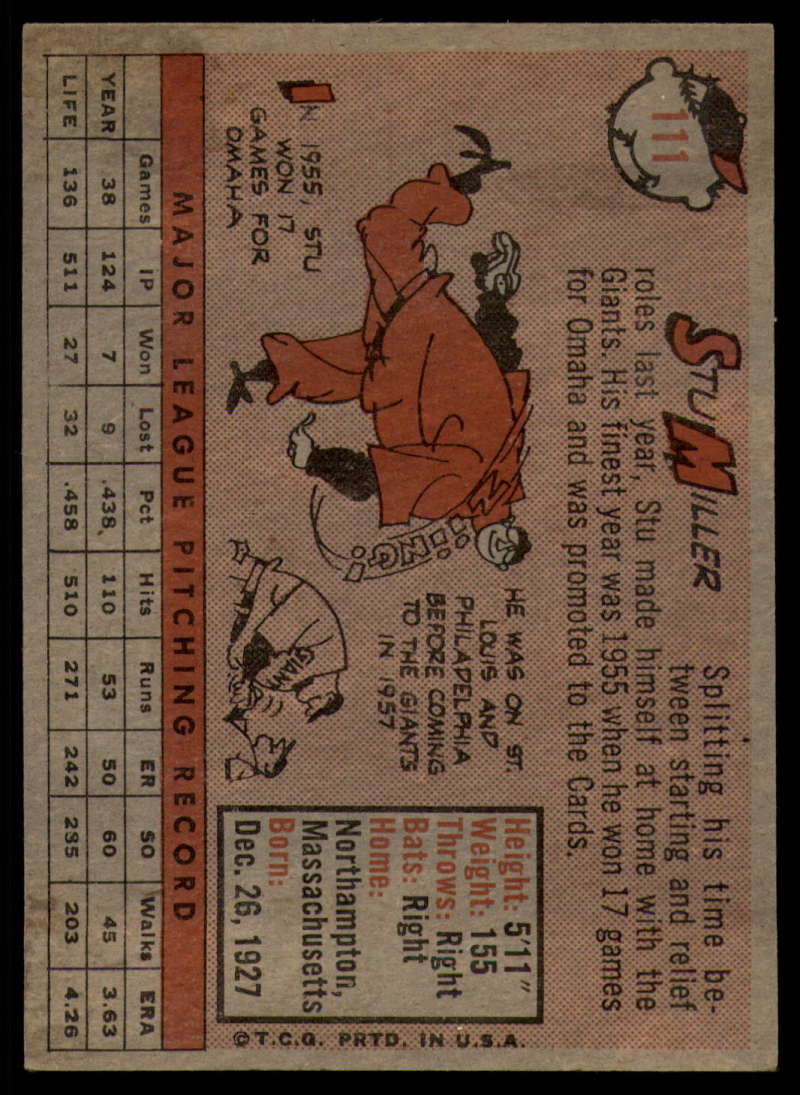 111
STU MILLER
Splitting his time be-
tween starting and relief
roles last year, Stu made himself at home with the
Giants. His finest year was 1955 when he won 17 games
for Omaha and was promoted to the Cards.
IN 1955, STU
WON 17
GAMES FOR
OMAHA
ZING
HE WAS ON ST.
LOUIS AND
PHILADELPHIA
BEFORE COMING
TO THE GIANTS
IN 1957
GIANTS
Height: 5'11"
Weight: 155
Throws: Right
Bats: Right
Home:
Northampton,
Massachusetts
Born:
Dec. 26, 1927
©T.C.G. PRTD. IN U.S.A.
MAJOR LEAGUE PITCHING RECORD
Games IP Won Lost Pct Hits Runs ER SO Walks ERA
YEAR 38 124 7 9 .438 110 53 50 60 45 3.63
LIFE 136 511 27 32 .458 510 271 242 235 203 4.26